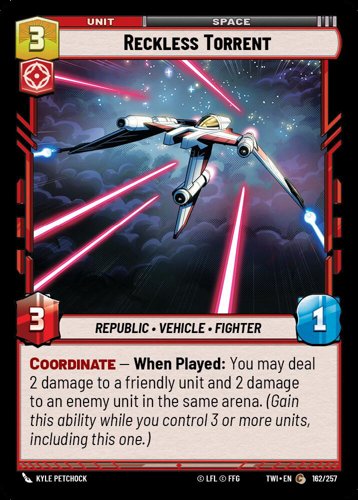 UNIT SPACE
3 RECKLESS TORRENT
3 1
REPUBLIC • VEHICLE • FIGHTER
COORDINATE – When Played: You may deal
2 damage to a friendly unit and 2 damage
to an enemy unit in the same arena. (Gain
this ability while you control 3 or more units,
including this one.)
KYLE PETCHOCK © LFL © FFG TWI • EN C 162/257